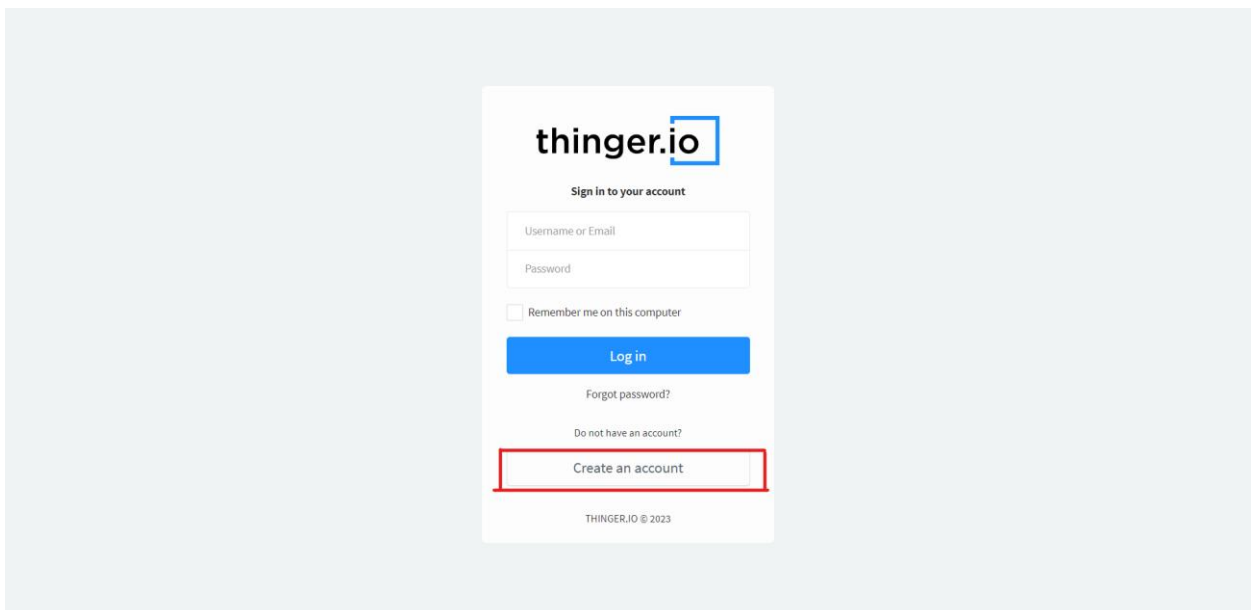 thinger.io
Sign in to your account
Username or Email
Password
Remember me on this computer
Log in
Forgot password?
Do not have an account?
Create an account
THINGER.IO © 2023